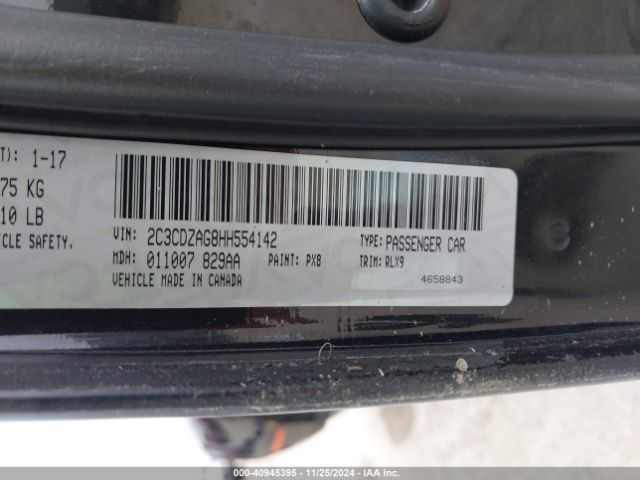 T): 1-17
75 KG
10 LB
ICLE SAFETY.
VIN: 2C3CDZAG8HH554142
TYPE: PASSENGER CAR
MDH: 011007 829AA
PAINT: PX8
TRIM: RLX9
VEHICLE MADE IN CANADA
4658843
500-40945395 - 11/25/2024 - IAA Inc.